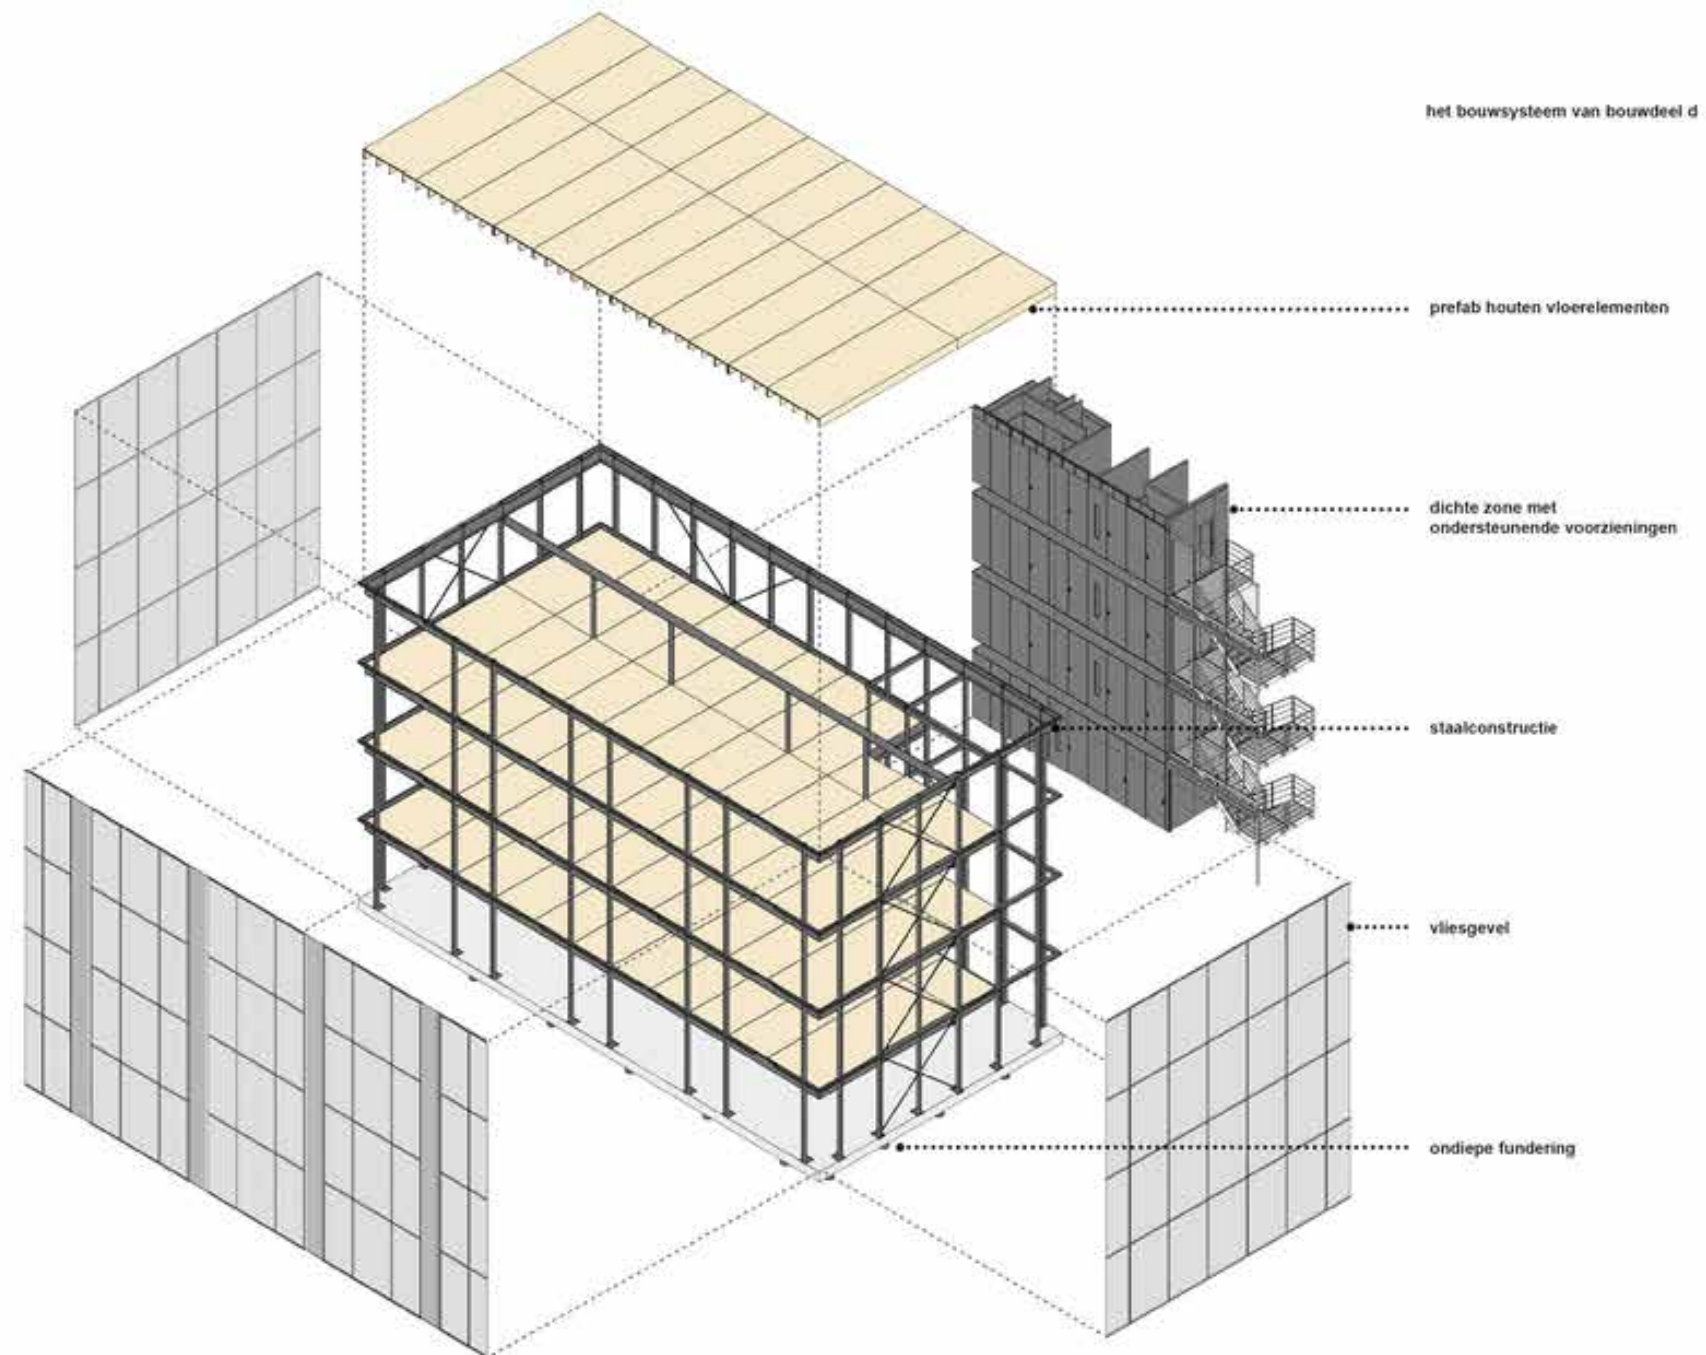 het bouwsysteem van bouwdeel d
prefab houten vloerelementen
dichte zone met
ondersteunende voorzieningen
staalconstructie
vliesgevel
ondiepe fundering